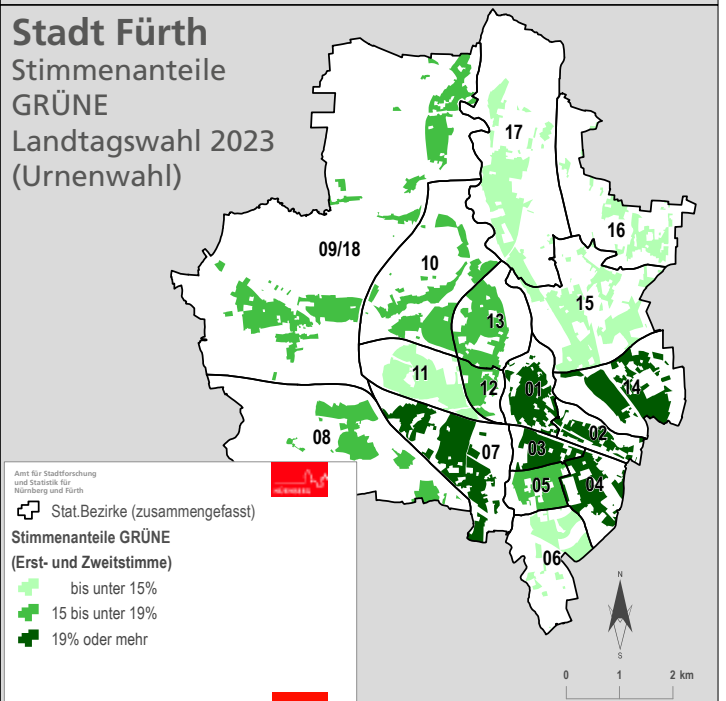 Stadt Fürth
Stimmenanteile
GRÜNE
Landtagswahl 2023
(Urnenwahl)
17
16
09/18
10
15
13
11
12
01
14
02
08
07
03
05
04
06
Amt für Stadtforschung
und Statistik für
Nürnberg und Fürth
NÜRNBERG
Stat.Bezirke (zusammengefasst)
Stimmenanteile GRÜNE
(Erst- und Zweitstimme)
bis unter 15%
15 bis unter 19%
19% oder mehr
N
S
0 1 2 km